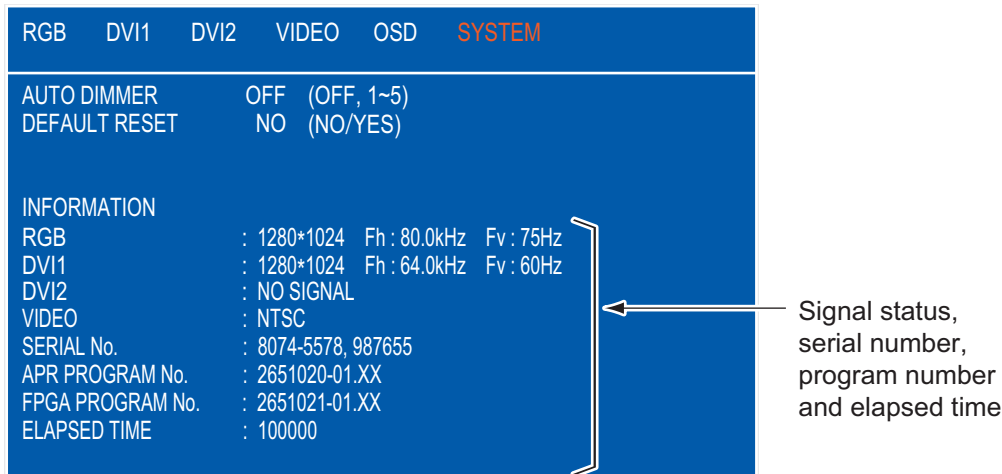 RGB DVI1 DVI2 VIDEO OSD SYSTEM
AUTO DIMMER OFF (OFF, 1~5)
DEFAULT RESET NO (NO/YES)
INFORMATION
RGB : 1280*1024 Fh : 80.0kHz Fv : 75Hz
DVI1 : 1280*1024 Fh : 64.0kHz Fv : 60Hz
DVI2 : NO SIGNAL
VIDEO : NTSC
SERIAL No. : 8074-5578, 987655
APR PROGRAM No. : 2651020-01.XX
FPGA PROGRAM No. : 2651021-01.XX
ELAPSED TIME : 100000
Signal status,
serial number,
program number
and elapsed time